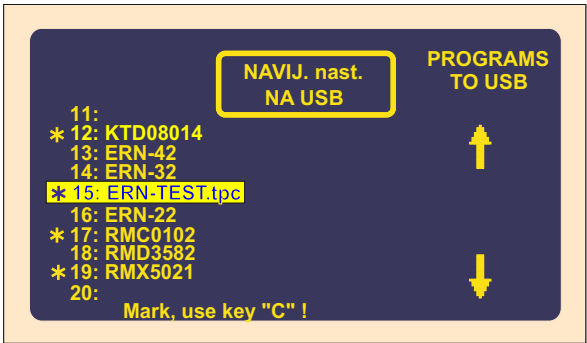 NAVIJ. nast.
NA USB
PROGRAMS
TO USB
11:
* 12: KTD08014
13: ERN-42
14: ERN-32
* 15: ERN-TEST.tpc
16: ERN-22
* 17: RMC0102
18: RMD3582
* 19: RMX5021
20:
Mark, use key "C" !